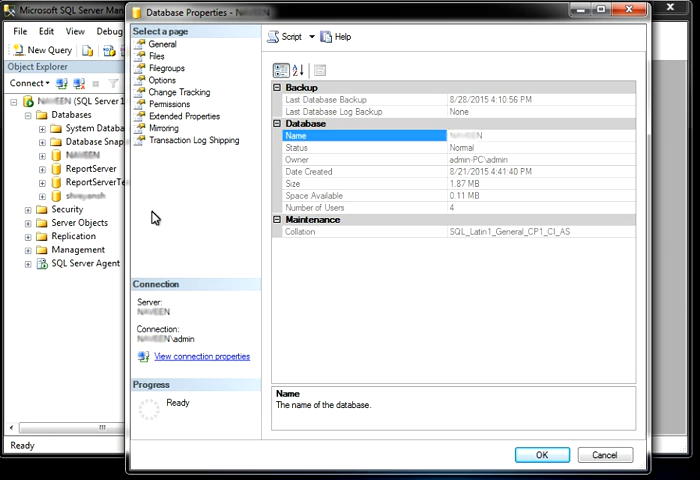 Microsoft SQL Server Man
File Edit View Debug
New Query
Object Explorer
Connect
(SQL Server 1
Databases
System Databa
Database Snap
NAVEEN
ReportServer
ReportServerTe
Security
Server Objects
Replication
Management
SQL Server Agent
Ready
Database Properties - NAVEEN
Select a page
General
Files
Filegroups
Options
Change Tracking
Permissions
Extended Properties
Mirroring
Transaction Log Shipping
Connection
Server:
NAVEEN
Connection:
NAVEEN\admin
View connection properties
Progress
Ready
Script Help
Backup
Last Database Backup 8/28/2015 4:10:56 PM
Last Database Log Backup None
Database
Name NAVEEN
Status Normal
Owner admin-PC\admin
Date Created 8/21/2015 4:41:40 PM
Size 1.87 MB
Space Available 0.11 MB
Number of Users 4
Maintenance
Collation SQL_Latin1_General_CP1_CI_AS
Name
The name of the database.
OK Cancel